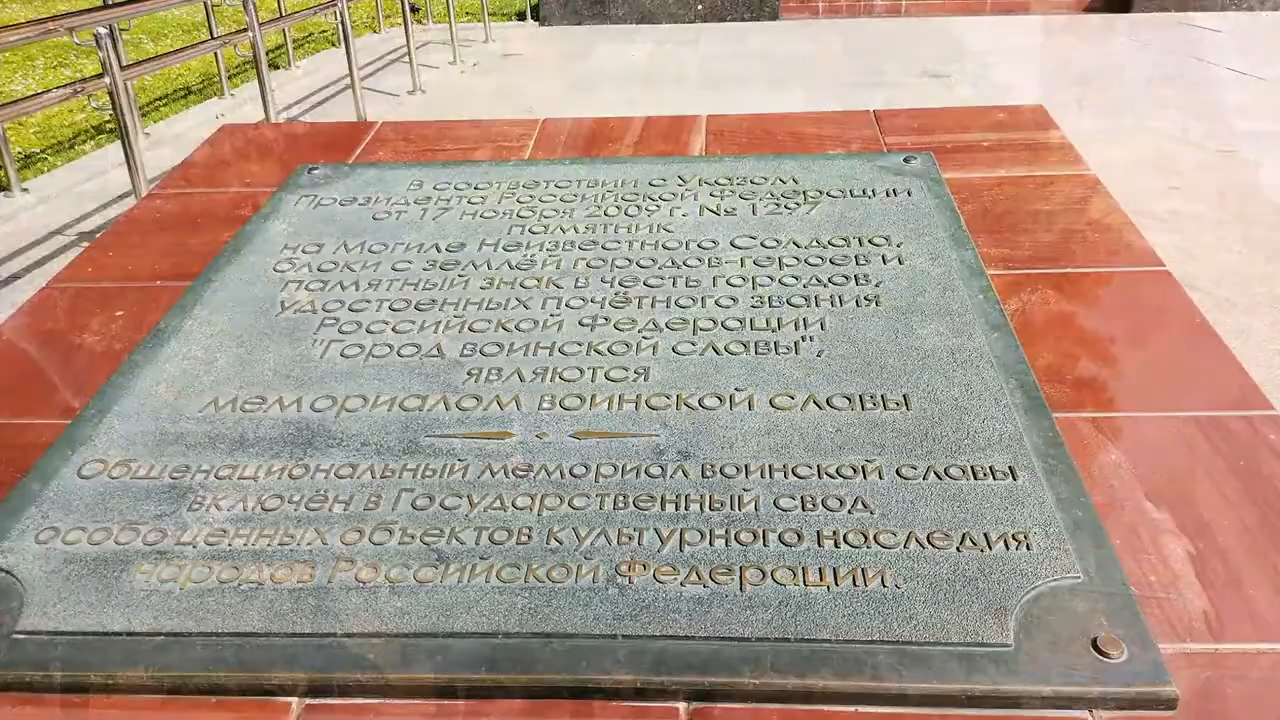 В соответствии с Указом
Президента Российской Федерации
от 17 ноября 2009 г. № 1297
памятник
на Могиле Неизвестного Солдата,
блоки с землёй городов-героев и
памятный знак в честь городов,
удостоенных почётного звания
Российской Федерации
"Город воинской славы",
являются
мемориалом воинской славы
Общенациональный мемориал воинской славы
включён в Государственный свод
особо ценных объектов культурного наследия
народов Российской Федерации.